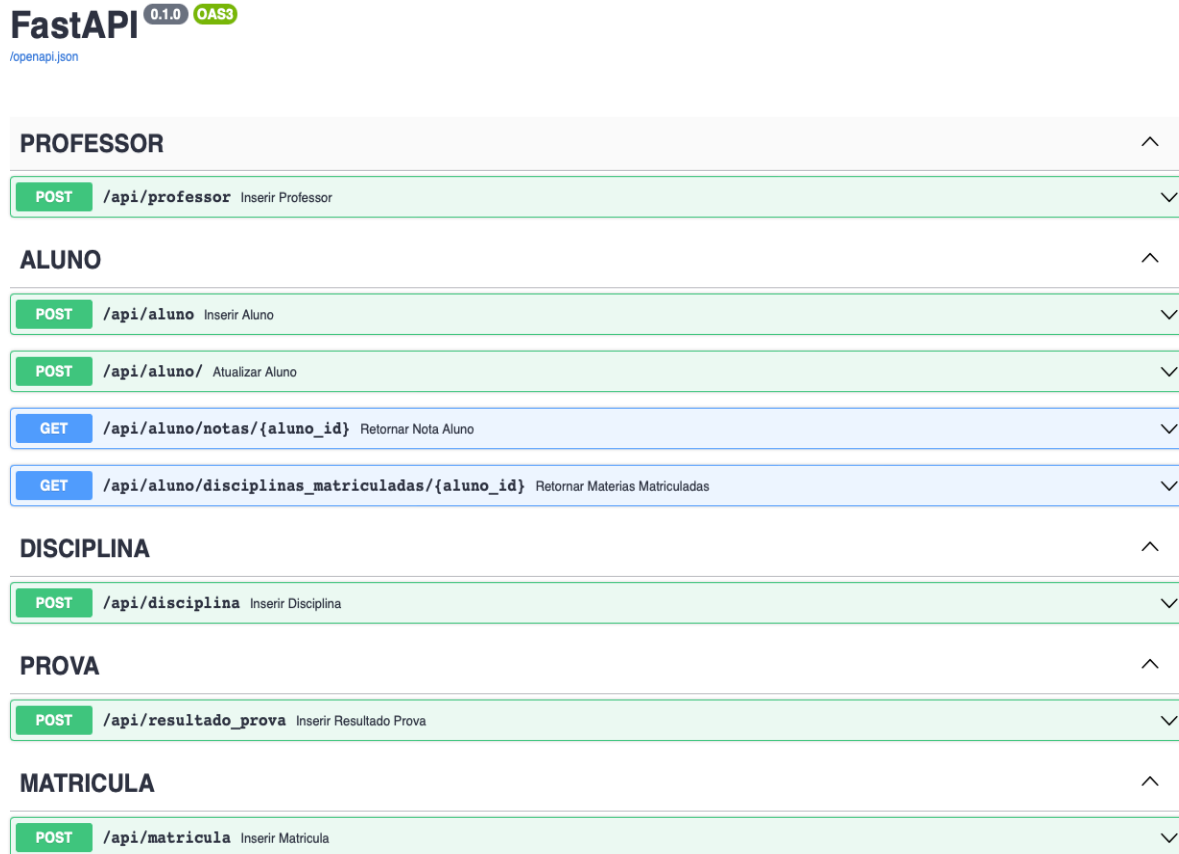 FastAPI 0.1.0 OAS3
/openapi.json
PROFESSOR
POST /api/professor Inserir Professor
ALUNO
POST /api/aluno Inserir Aluno
POST /api/aluno/ Atualizar Aluno
GET /api/aluno/notas/{aluno_id} Retornar Nota Aluno
GET /api/aluno/disciplinas_matriculadas/{aluno_id} Retornar Materias Matriculadas
DISCIPLINA
POST /api/disciplina Inserir Disciplina
PROVA
POST /api/resultado_prova Inserir Resultado Prova
MATRICULA
POST /api/matricula Inserir Matricula